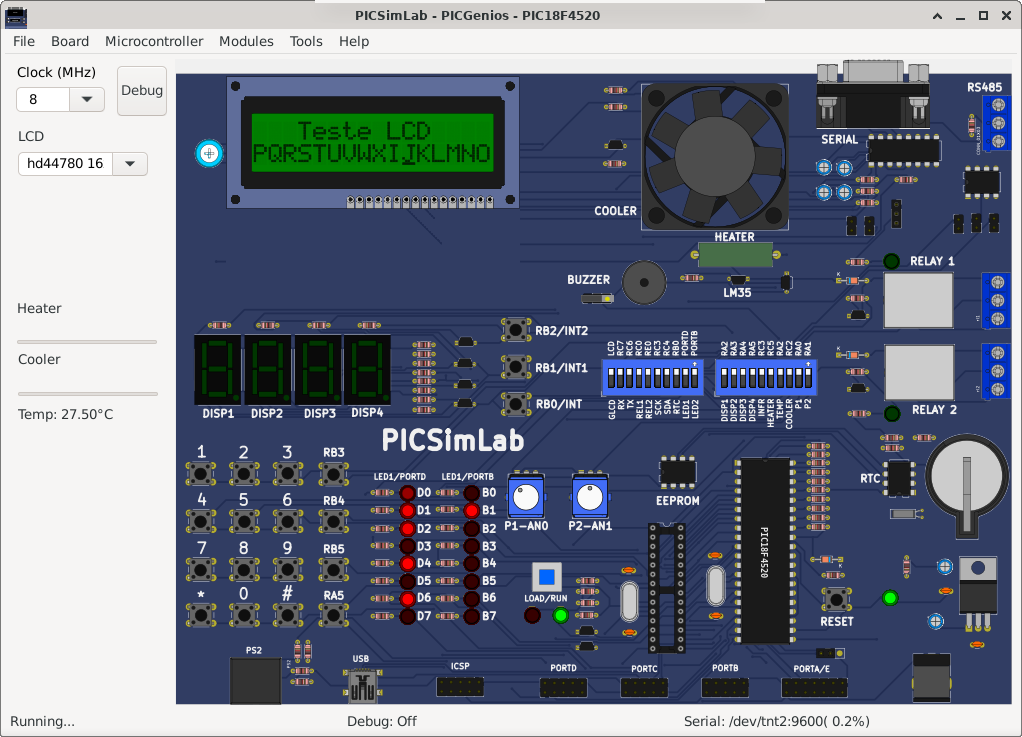 PICSimLab - PICGenios - PIC18F4520
File Board Microcontroller Modules Tools Help
Clock (MHz)
8
Debug
LCD
hd44780 16
Heater
Cooler
Temp: 27.50°C
Teste LCD
PQRSTUVWXIJKLMNO
COOLER
HEATER
BUZZER
LM35
SERIAL
RS485
RELAY 1
RELAY 2
RB2/INT2
RB1/INT1
RB0/INT
DISP1 DISP2 DISP3 DISP4
LCD RC7 RC6 RC0 RE0 RC3 RC4 RB0 PORTD PORTB
GLCD RX TX REL1 REL2 SCK SDA RTC LED1 LED2
RA2 RA3 RA4 RA5 RC3 RC5 RA2 RC2 RA0 RA1
DISP1 DISP2 DISP3 DISP4 INFR HEATER TEMP COOLER P1 P2
PICSimLab
1 2 3 RB3
4 5 6 RB4
7 8 9 RB5
* 0 # RA5
LED1/PORTD LED1/PORTB
D0 B0
D1 B1
D2 B2
D3 B3
D4 B4
D5 B5
D6 B6
D7 B7
P1-AN0
P2-AN1
EEPROM
RTC
PIC18F4520
LOAD/RUN
RESET
PS2
USB
ICSP
PORTD
PORTC
PORTB
PORTA/E
Running...
Debug: Off
Serial: /dev/tnt2:9600( 0.2%)